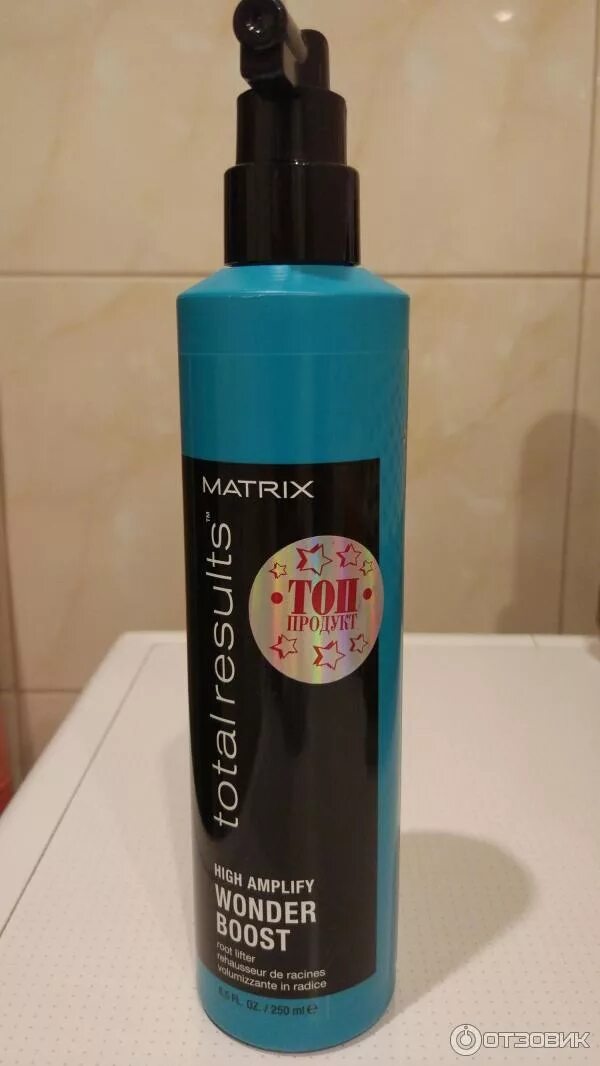 MATRIX
total results™
ТОП
ПРОДУКТ
HIGH AMPLIFY
WONDER
BOOST
root lifter
rehausseur de racines
volumizzante in radice
8.5 FL. OZ. / 250 ml ℮
ОТЗОВИК